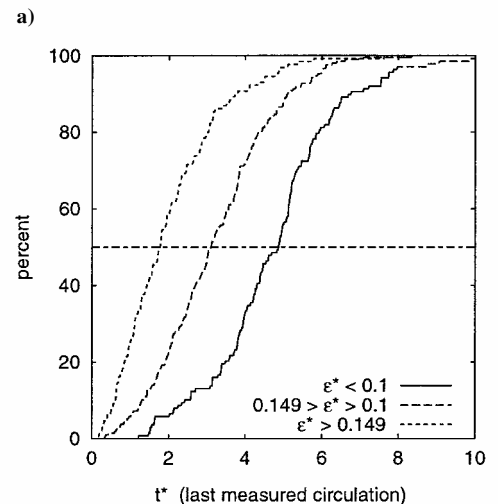 a)
100
80
60
40
20
0
percent
ε* < 0.1
0.149 > ε* > 0.1
ε* > 0.149
0 2 4 6 8 10
t* (last measured circulation)